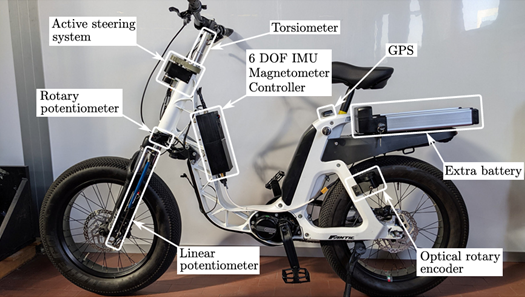 Active steering
system
Torsiometer
6 DOF IMU
Magnetometer
Controller
GPS
Rotary
potentiometer
Extra battery
Linear
potentiometer
Optical rotary
encoder